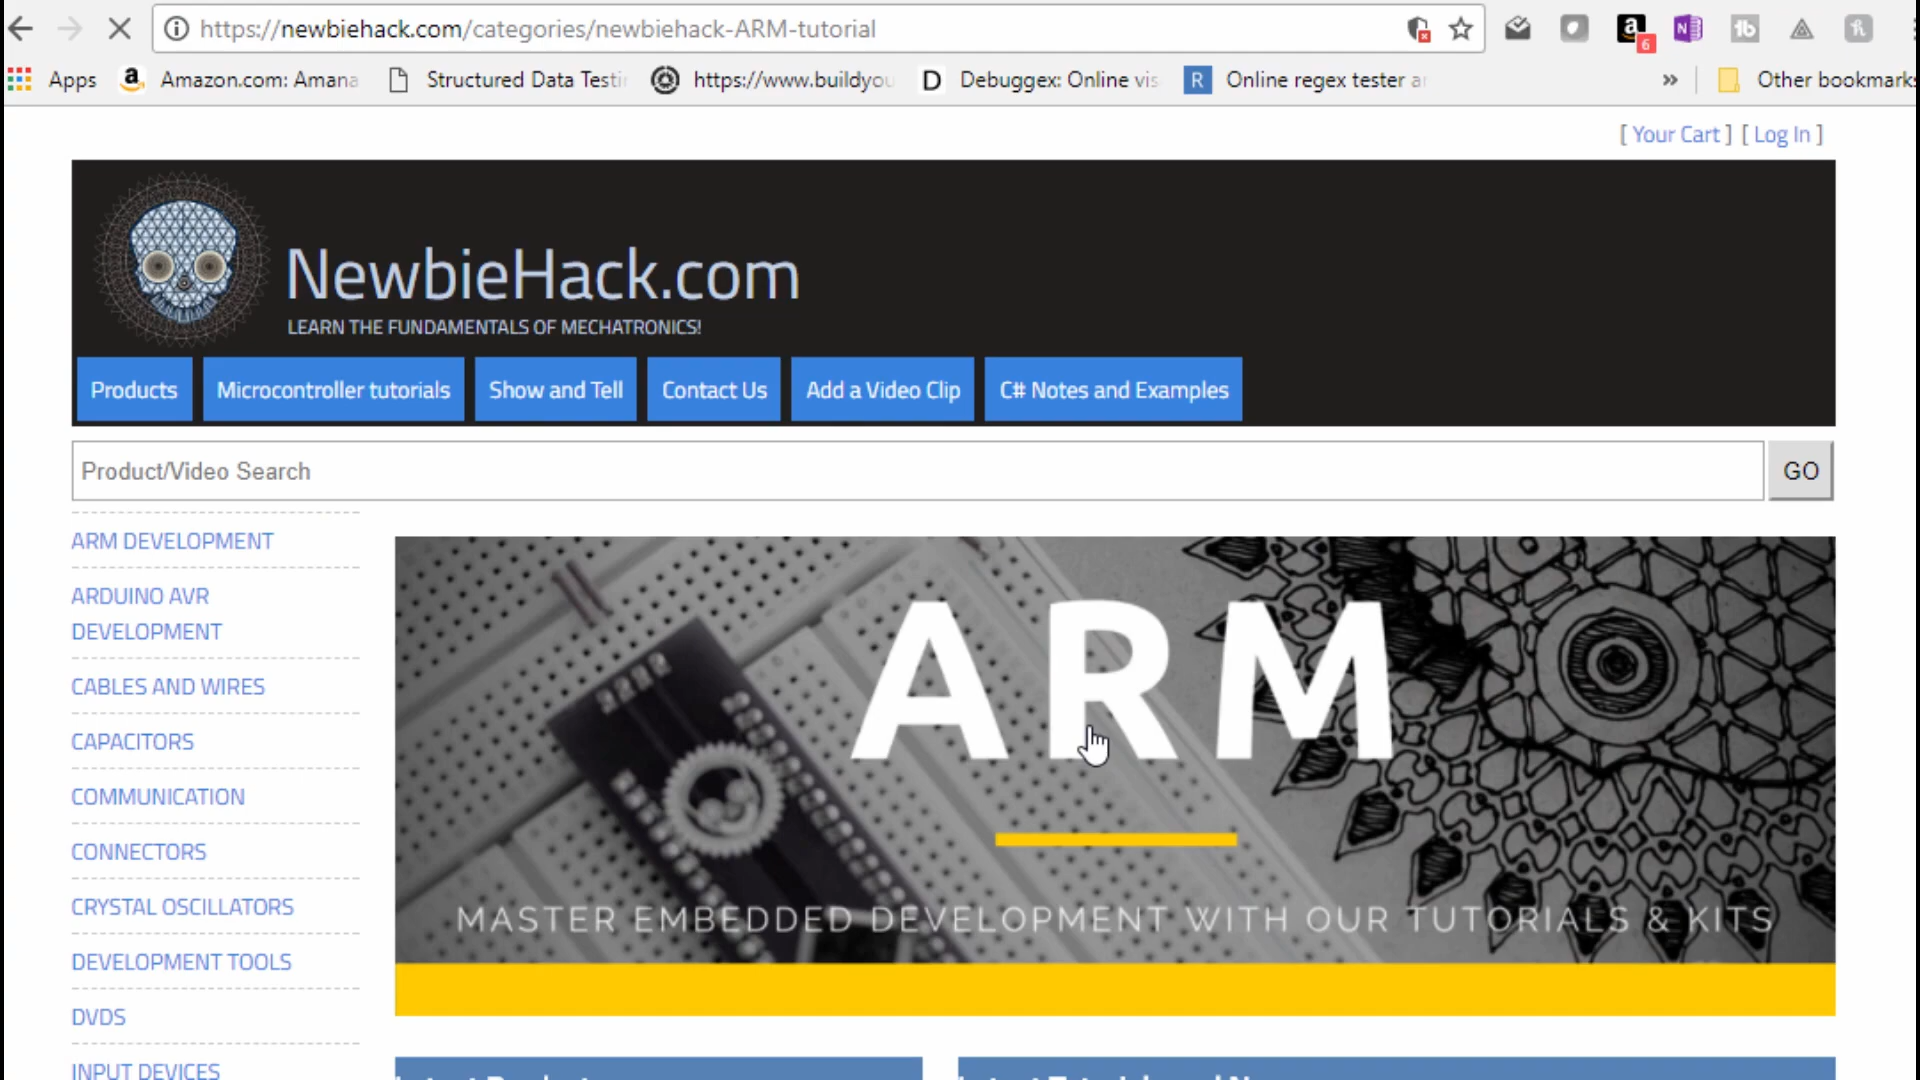 https://newbiehack.com/categories/newbiehack-ARM-tutorial
6
Apps Amazon.com: Amana Structured Data Testi https://www.buildyou D Debuggex: Online vis R Online regex tester ar » Other bookmarks
[ Your Cart ] [ Log In ]
NewbieHack.com
LEARN THE FUNDAMENTALS OF MECHATRONICS!
Products Microcontroller tutorials Show and Tell Contact Us Add a Video Clip C# Notes and Examples
Product/Video Search GO
ARM DEVELOPMENT
ARDUINO AVR
DEVELOPMENT
CABLES AND WIRES
CAPACITORS
COMMUNICATION
CONNECTORS
CRYSTAL OSCILLATORS
DEVELOPMENT TOOLS
DVDS
INPUT DEVICES
ARM
MASTER EMBEDDED DEVELOPMENT WITH OUR TUTORIALS & KITS